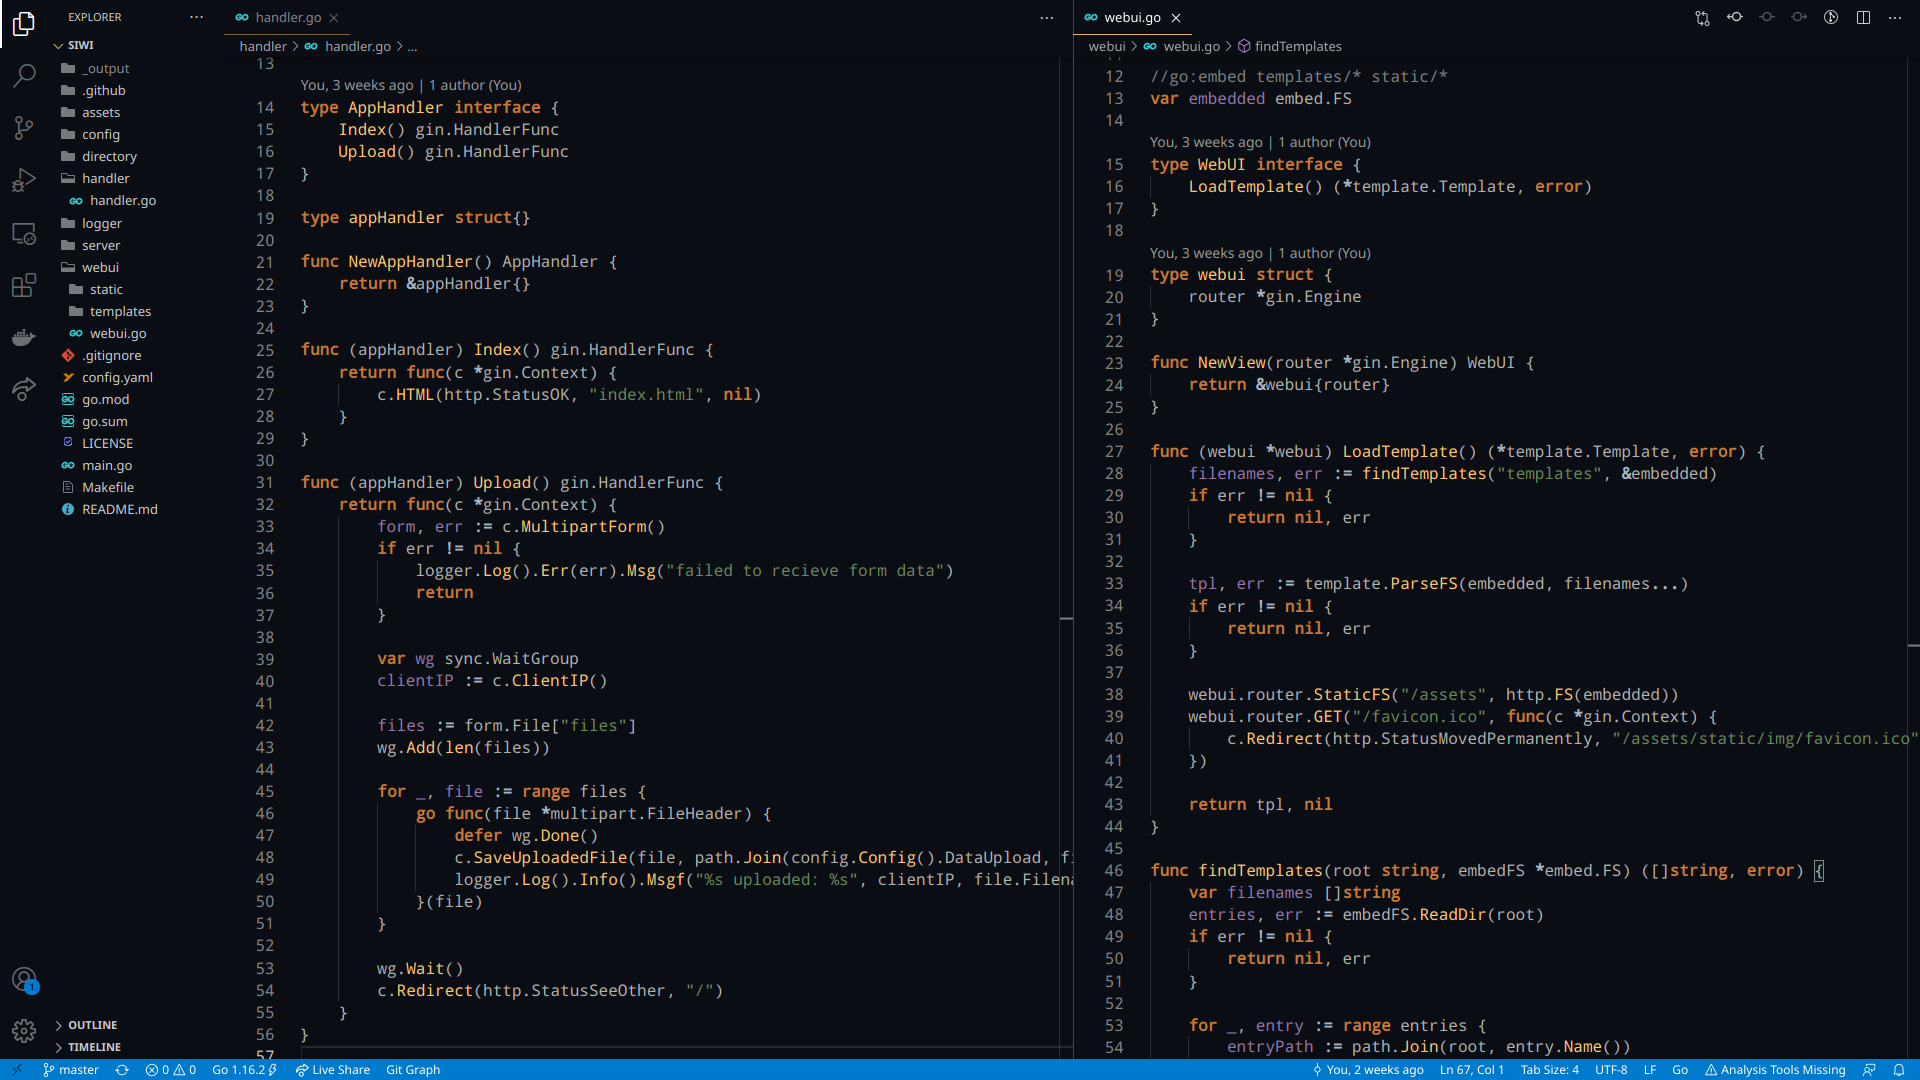 EXPLORER
SIWI
_output
.github
assets
config
directory
handler
handler.go
logger
server
webui
static
templates
webui.go
.gitignore
config.yaml
go.mod
go.sum
LICENSE
main.go
Makefile
README.md
OUTLINE
TIMELINE
handler.go
handler > handler.go > ...
13
You, 3 weeks ago | 1 author (You)
14 type AppHandler interface {
15 Index() gin.HandlerFunc
16 Upload() gin.HandlerFunc
17 }
18
19 type appHandler struct{}
20
21 func NewAppHandler() AppHandler {
22 return &appHandler{}
23 }
24
25 func (appHandler) Index() gin.HandlerFunc {
26 return func(c *gin.Context) {
27 c.HTML(http.StatusOK, "index.html", nil)
28 }
29 }
30
31 func (appHandler) Upload() gin.HandlerFunc {
32 return func(c *gin.Context) {
33 form, err := c.MultipartForm()
34 if err != nil {
35 logger.Log().Err(err).Msg("failed to recieve form data")
36 return
37 }
38
39 var wg sync.WaitGroup
40 clientIP := c.ClientIP()
41
42 files := form.File["files"]
43 wg.Add(len(files))
44
45 for _, file := range files {
46 go func(file *multipart.FileHeader) {
47 defer wg.Done()
48 c.SaveUploadedFile(file, path.Join(config.Config().DataUpload,
49 logger.Log().Info().Msgf("%s uploaded: %s", clientIP, file.Filena
50 }(file)
51 }
52
53 wg.Wait()
54 c.Redirect(http.StatusSeeOther, "/")
55 }
56 }
57
webui.go
webui > webui.go > findTemplates
12 //go:embed templates/* static/*
13 var embedded embed.FS
14
You, 3 weeks ago | 1 author (You)
15 type WebUI interface {
16 LoadTemplate() (*template.Template, error)
17 }
18
You, 3 weeks ago | 1 author (You)
19 type webui struct {
20 router *gin.Engine
21 }
22
23 func NewView(router *gin.Engine) WebUI {
24 return &webui{router}
25 }
26
27 func (webui *webui) LoadTemplate() (*template.Template, error) {
28 filenames, err := findTemplates("templates", &embedded)
29 if err != nil {
30 return nil, err
31 }
32
33 tpl, err := template.ParseFS(embedded, filenames...)
34 if err != nil {
35 return nil, err
36 }
37
38 webui.router.StaticFS("/assets", http.FS(embedded))
39 webui.router.GET("/favicon.ico", func(c *gin.Context) {
40 c.Redirect(http.StatusMovedPermanently, "/assets/static/img/favicon.ico"
41 })
42
43 return tpl, nil
44 }
45
46 func findTemplates(root string, embedFS *embed.FS) ([]string, error) {
47 var filenames []string
48 entries, err := embedFS.ReadDir(root)
49 if err != nil {
50 return nil, err
51 }
52
53 for _, entry := range entries {
54 entryPath := path.Join(root, entry.Name())
1
master 0 0 Go 1.16.2 Live Share Git Graph You, 2 weeks ago Ln 67, Col 1 Tab Size: 4 UTF-8 LF Go Analysis Tools Missing